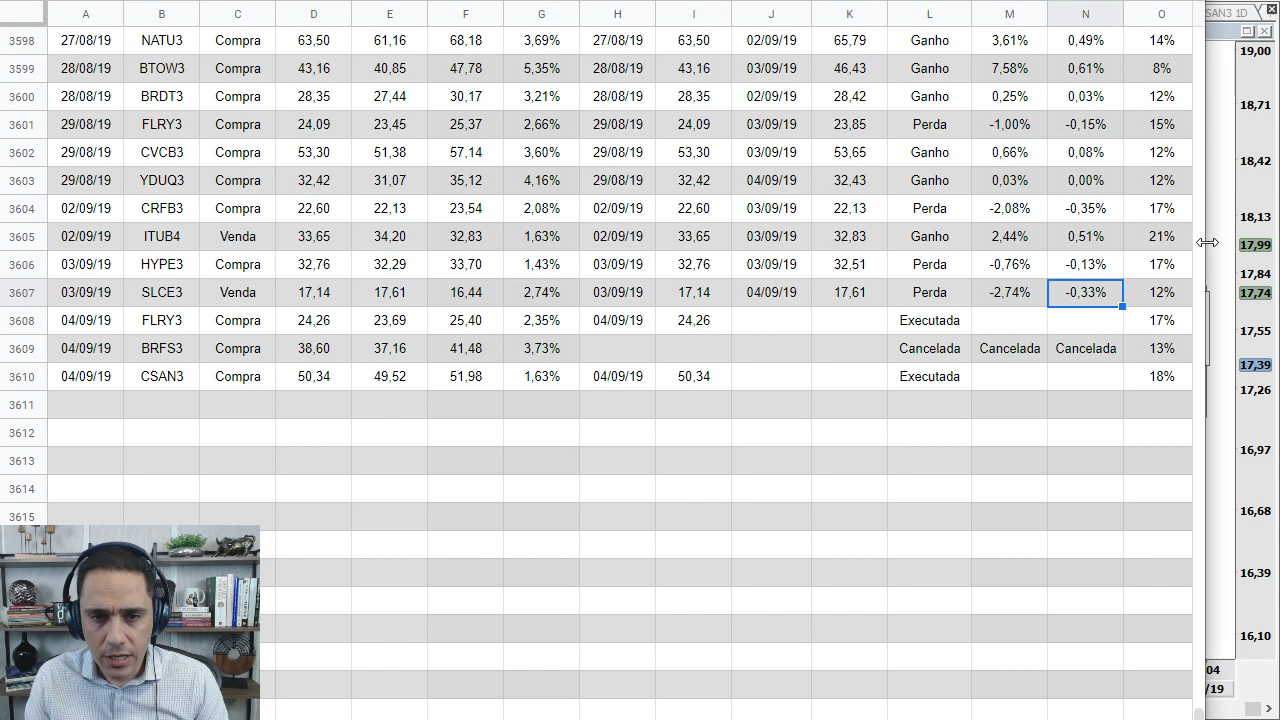 A B C D E F G H I J K L M N O
3598 27/08/19 NATU3 Compra 63,50 61,16 68,18 27/08/19 63,50 02/09/19 65,79 Ganho 3,61% 0,49% 14%
3599 28/08/19 BTOW3 Compra 43,16 40,85 47,78 5,35% 28/08/19 43,16 03/09/19 46,43 Ganho 7,58% 0,61% 8%
3600 28/08/19 BRDT3 Compra 28,35 27,44 30,17 3,21% 28/08/19 28,35 02/09/19 28,42 Ganho 0,25% 0,03% 12%
3601 29/08/19 FLRY3 Compra 24,09 23,45 25,37 2,66% 29/08/19 24,09 03/09/19 23,85 Perda -1,00% -0,15% 15%
3602 29/08/19 CVCB3 Compra 53,30 51,38 57,14 3,60% 29/08/19 53,30 03/09/19 53,65 Ganho 0,66% 0,08% 12%
3603 29/08/19 YDUQ3 Compra 32,42 31,07 35,12 4,16% 29/08/19 32,42 04/09/19 32,43 Ganho 0,03% 0,00% 12%
3604 02/09/19 CRFB3 Compra 22,60 22,13 23,54 2,08% 02/09/19 22,60 03/09/19 22,13 Perda -2,08% -0,35% 17%
3605 02/09/19 ITUB4 Venda 33,65 34,20 32,83 1,63% 02/09/19 33,65 03/09/19 32,83 Ganho 2,44% 0,51% 21%
3606 03/09/19 HYPE3 Compra 32,76 32,29 33,70 1,43% 03/09/19 32,76 03/09/19 32,51 Perda -0,76% -0,13% 17%
3607 03/09/19 SLCE3 Venda 17,14 17,61 16,44 2,74% 03/09/19 17,14 04/09/19 17,61 Perda -2,74% -0,33% 12%
3608 04/09/19 FLRY3 Compra 24,26 23,69 25,40 2,35% 04/09/19 24,26 Executada 17%
3609 04/09/19 BRFS3 Compra 38,60 37,16 41,48 3,73% Cancelada Cancelada Cancelada 13%
3610 04/09/19 CSAN3 Compra 50,34 49,52 51,98 1,63% 04/09/19 50,34 Executada 18%
3611
3612
3613
3614
3615
SAN3 1D
19,00
18,71
18,42
18,13
17,99
17,84
17,74
17,55
17,39
17,26
16,97
16,68
16,39
16,10
04
/19